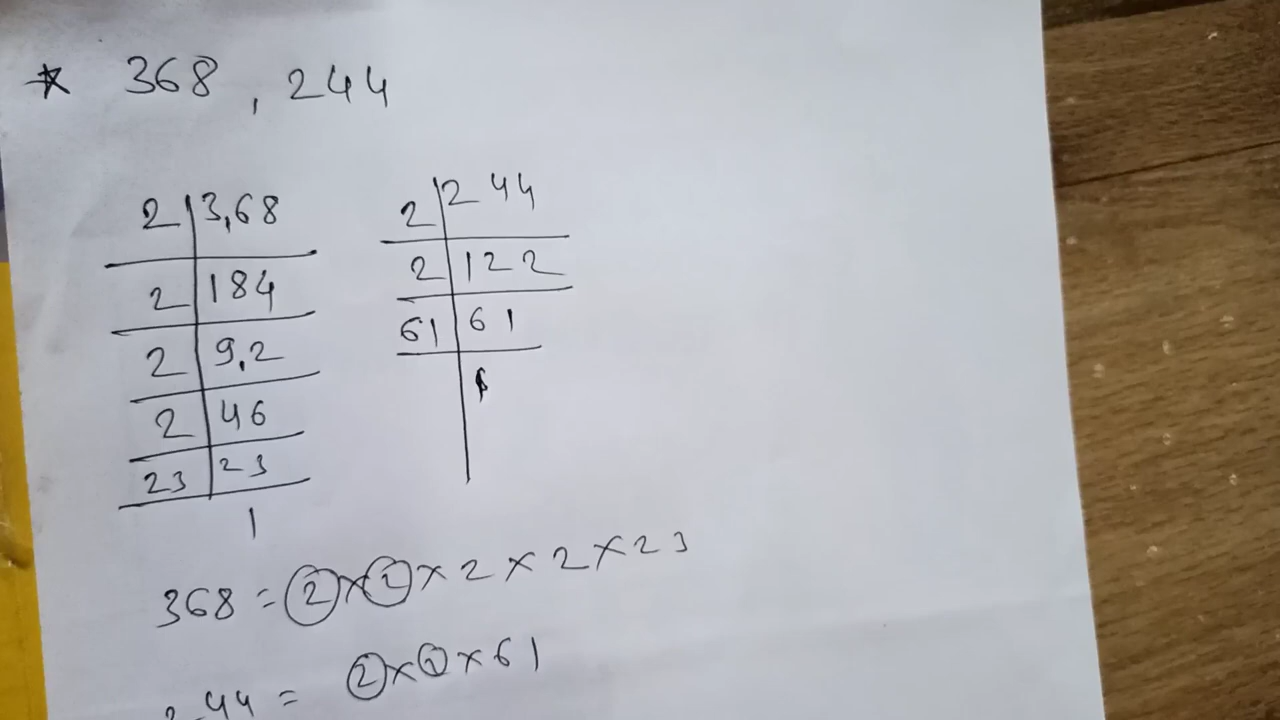 * 368 , 244
2 | 3,68
2 | 184
2 | 9,2
2 | 46
23 | 23
1
2 | 244
2 | 122
61 | 61
1
368 = 2 × 2 × 2 × 2 × 23
244 = 2 × 2 × 61